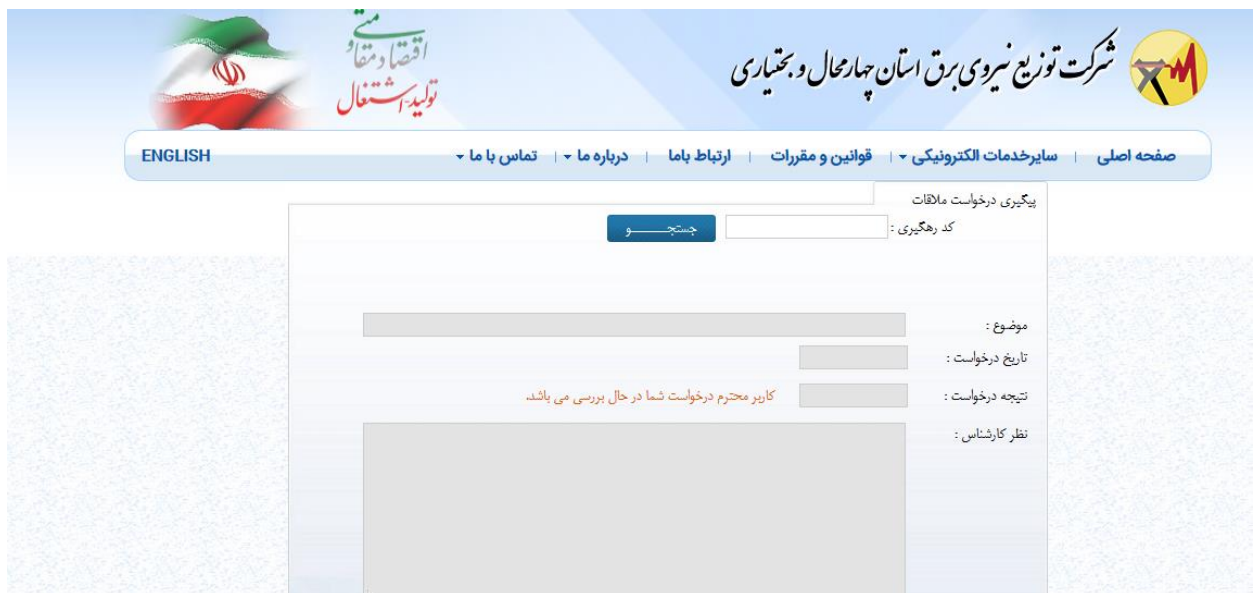 شرکت توزیع نیروی برق استان چهارمحال و بختیاری
اقتصاد مقاومتی
تولید-اشتغال
صفحه اصلی | سایرخدمات الکترونیکی | قوانین و مقررات | ارتباط باما | درباره ما | تماس با ما
ENGLISH
پیگیری درخواست ملاقات
کد رهگیری :
جستجــــــو
موضوع :
تاریخ درخواست :
نتیجه درخواست :
کاربر محترم درخواست شما در حال بررسی می باشد.
نظر کارشناس :